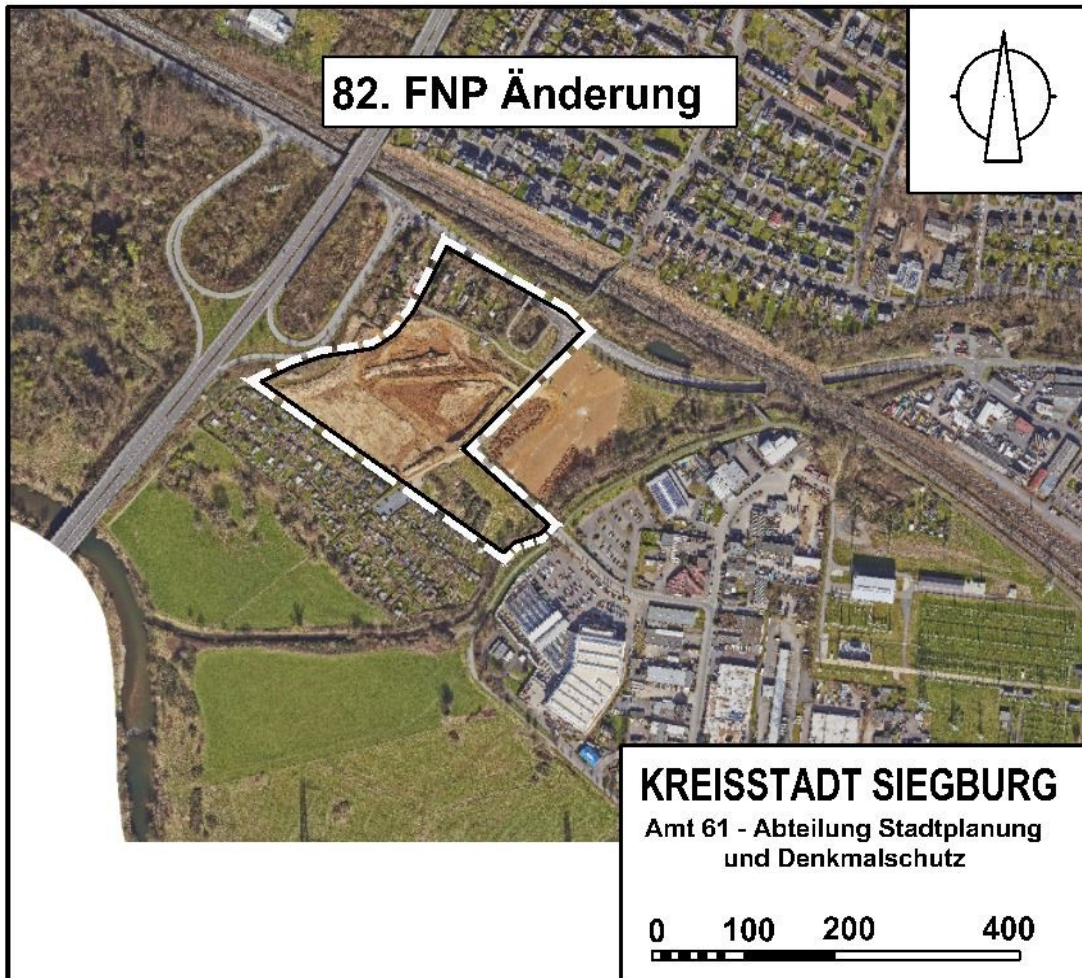 82. FNP Änderung
KREISSTADT SIEGBURG
Amt 61 - Abteilung Stadtplanung
und Denkmalschutz
0 100 200 400